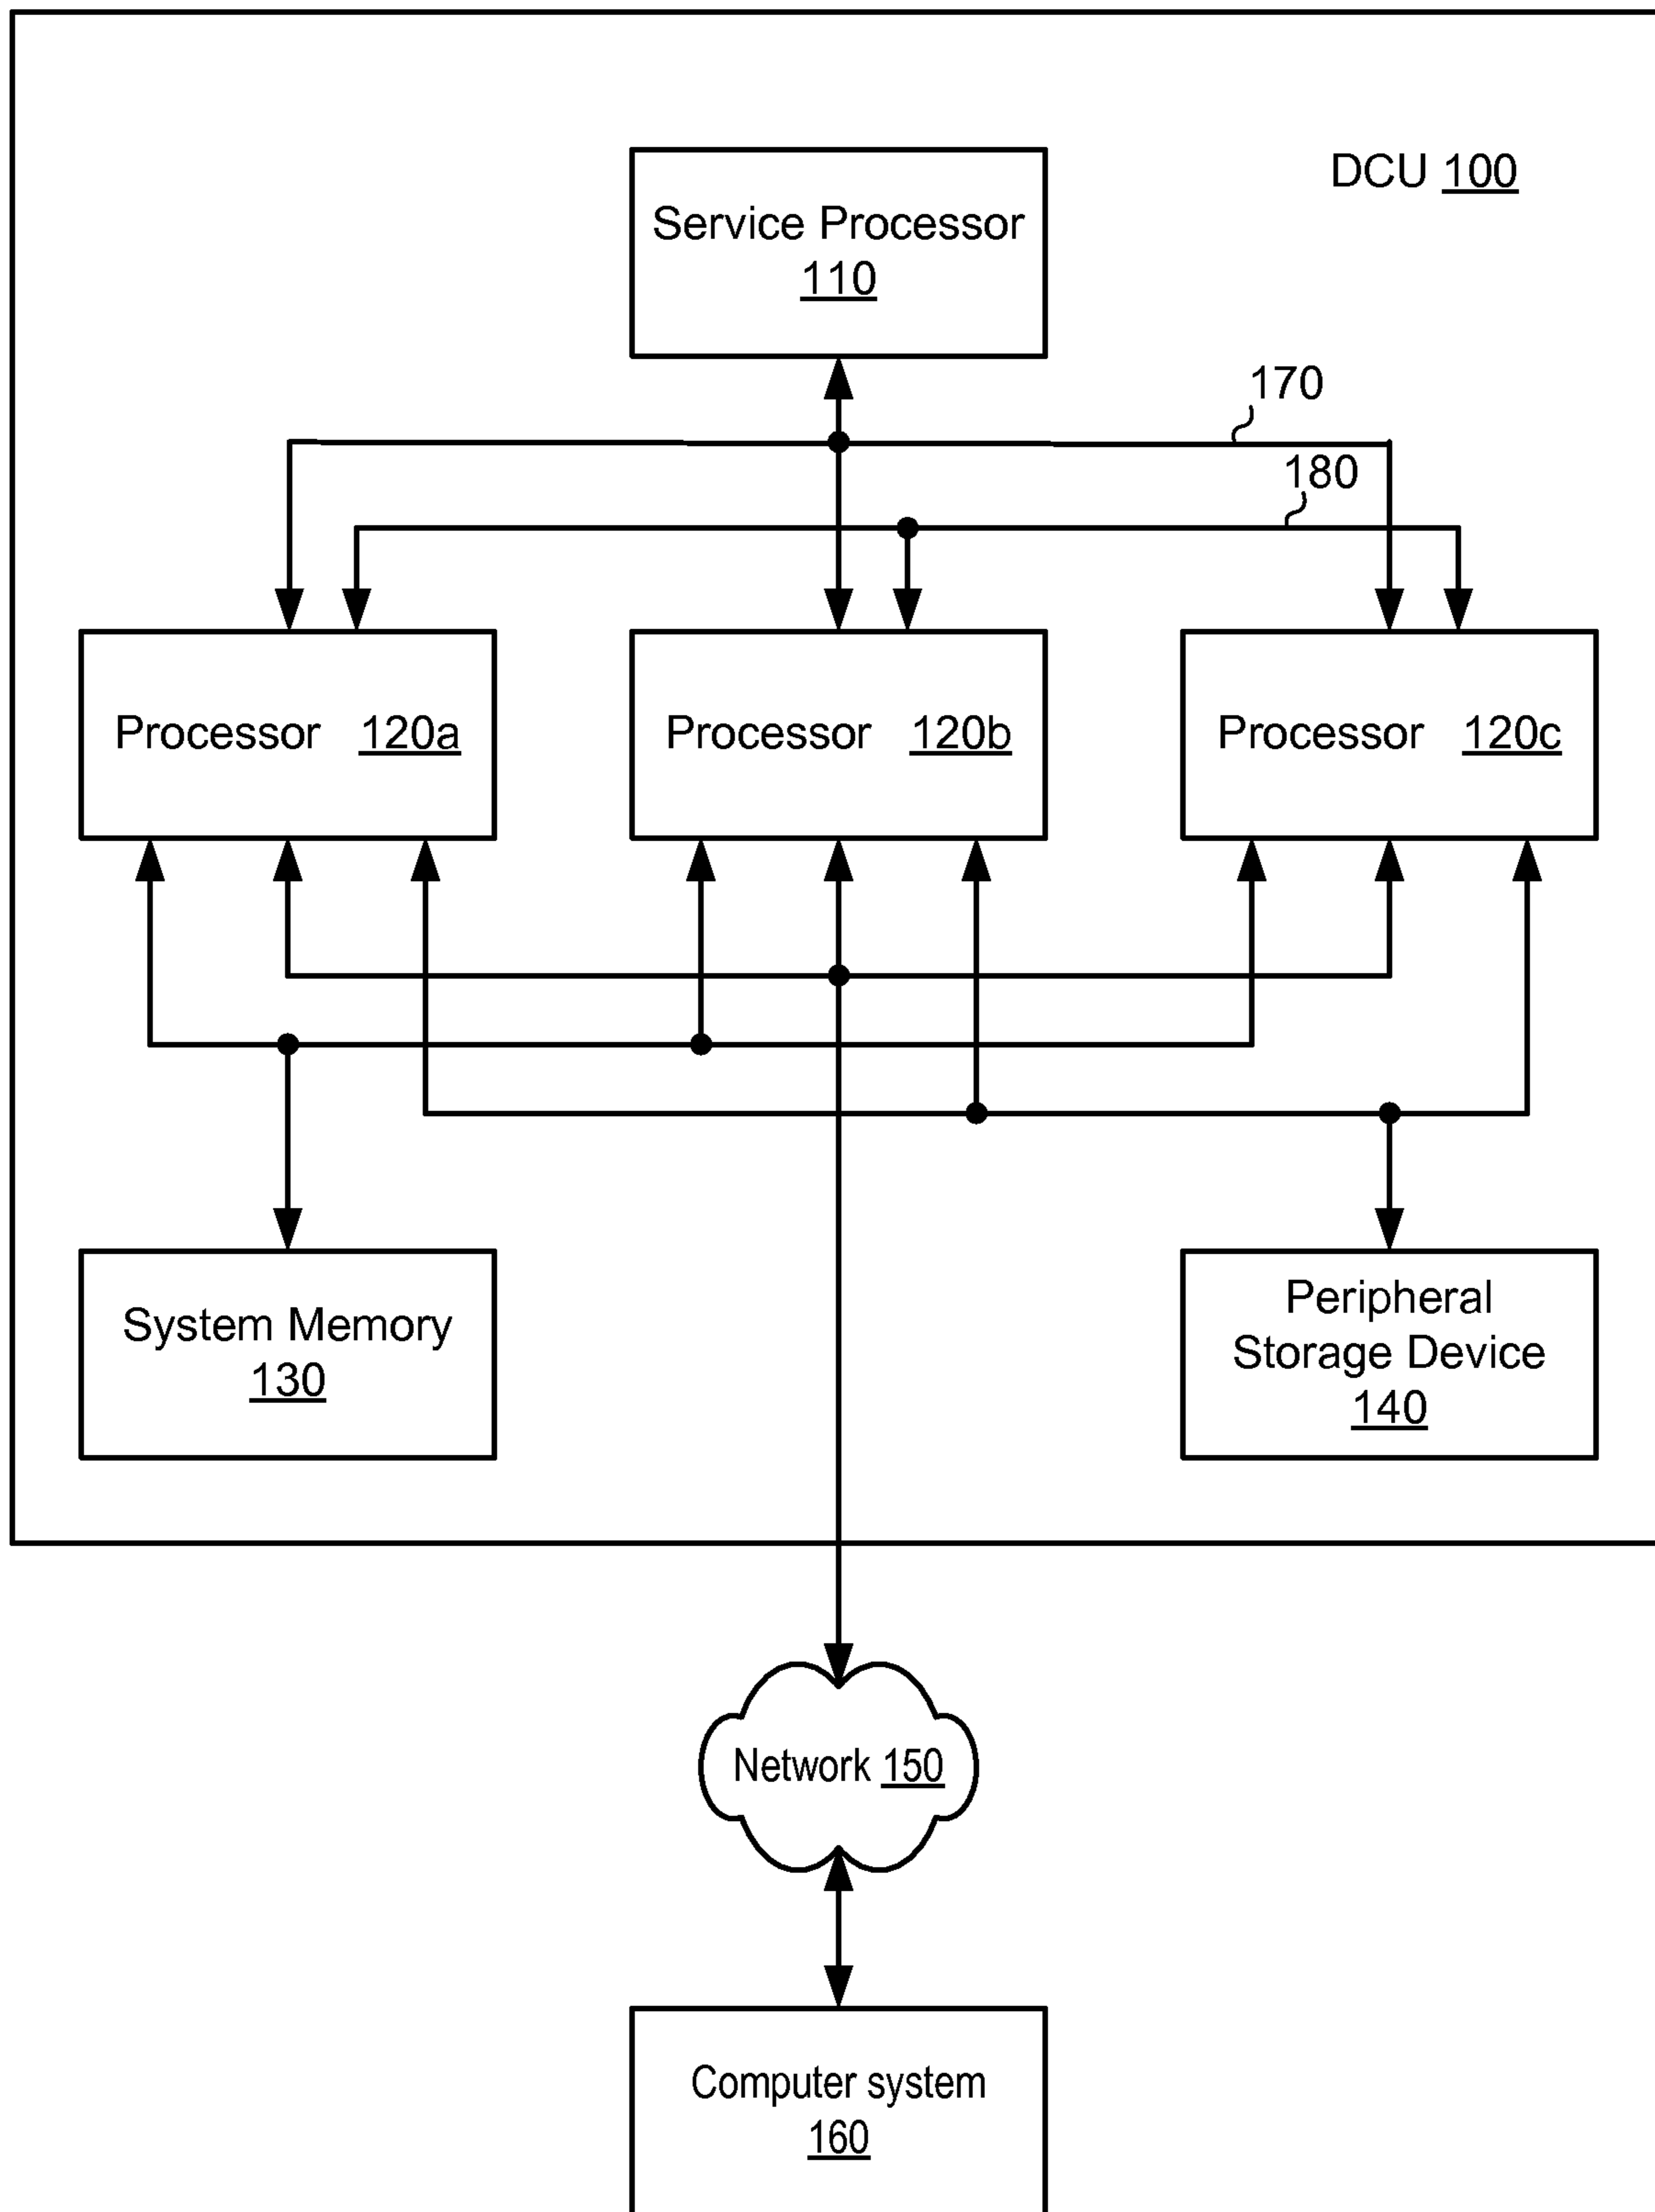 DCU 100
Service Processor
110
170
180
Processor 120a
Processor 120b
Processor 120c
System Memory
130
Peripheral
Storage Device
140
Network 150
Computer system
160